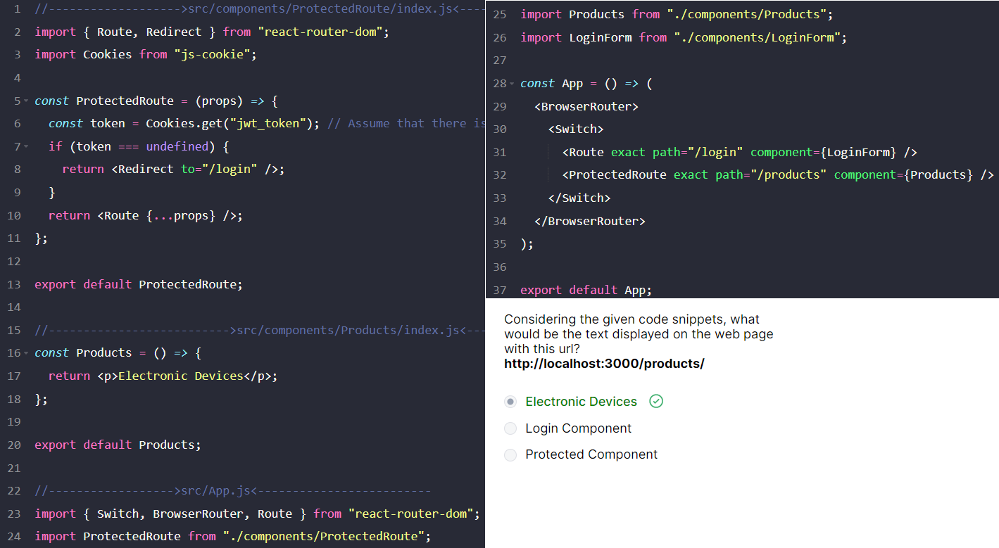 1 //------------------->src/components/ProtectedRoute/index.js<----
2 import { Route, Redirect } from "react-router-dom";
3 import Cookies from "js-cookie";
4
5 const ProtectedRoute = (props) => {
6   const token = Cookies.get("jwt_token"); // Assume that there is
7   if (token === undefined) {
8     return <Redirect to="/login" />;
9   }
10   return <Route {...props} />;
11 };
12
13 export default ProtectedRoute;
14
15 //-------------------------->src/components/Products/index.js<---
16 const Products = () => {
17   return <p>Electronic Devices</p>;
18 };
19
20 export default Products;
21
22 //------------------>src/App.js<-------------------------
23 import { Switch, BrowserRouter, Route } from "react-router-dom";
24 import ProtectedRoute from "./components/ProtectedRoute";
25 import Products from "./components/Products";
26 import LoginForm from "./components/LoginForm";
27
28 const App = () => (
29   <BrowserRouter>
30     <Switch>
31       <Route exact path="/login" component={LoginForm} />
32       <ProtectedRoute exact path="/products" component={Products} />
33     </Switch>
34   </BrowserRouter>
35 );
36
37 export default App;
Considering the given code snippets, what
would be the text displayed on the web page
with this url?
http://localhost:3000/products/
Electronic Devices
Login Component
Protected Component